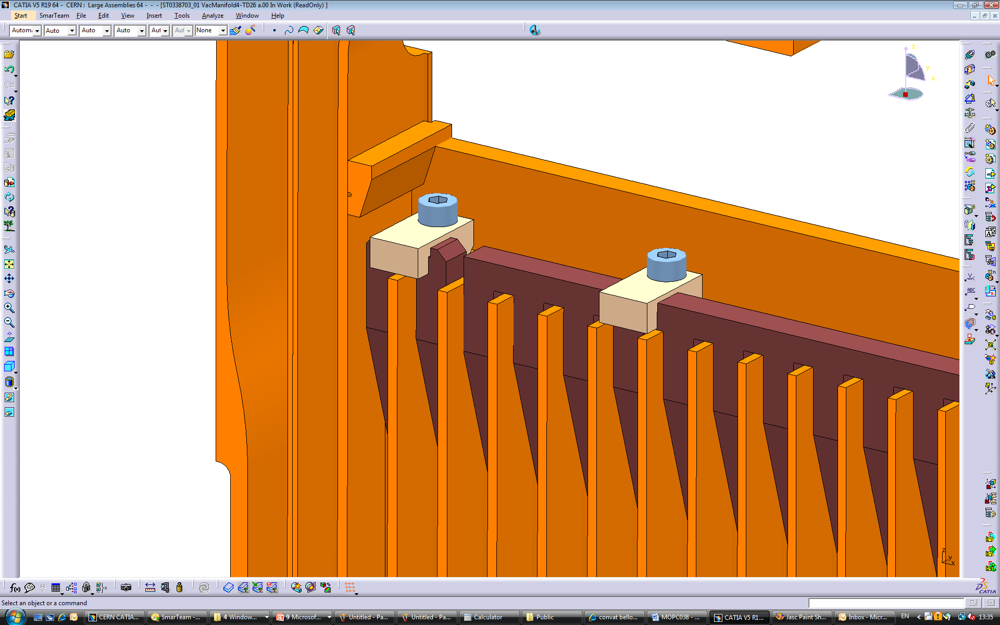 CATIA V5 R19 64 - CERN : Large Assemblies 64 - - - [ST0338703_01 VacManifold4-TD26 a.00 In Work (ReadOnly) ]
Start SmarTeam File Edit View Insert Tools Analyze Window Help
Autom Auto Auto Auto Aut Aut None
z
y
x
ABC
z
y
x
f(x)
DS CATIA
Select an object or a command
CERN CATIA... SmarTeam -... 4 Window... 9 Microsof... Untitled - Pa... Untitled - Pa... Calculator Public convat bello... MOPC038 - ... CATIA V5 R1... Jasc Paint Sh... Inbox - Micr... EN 13:35